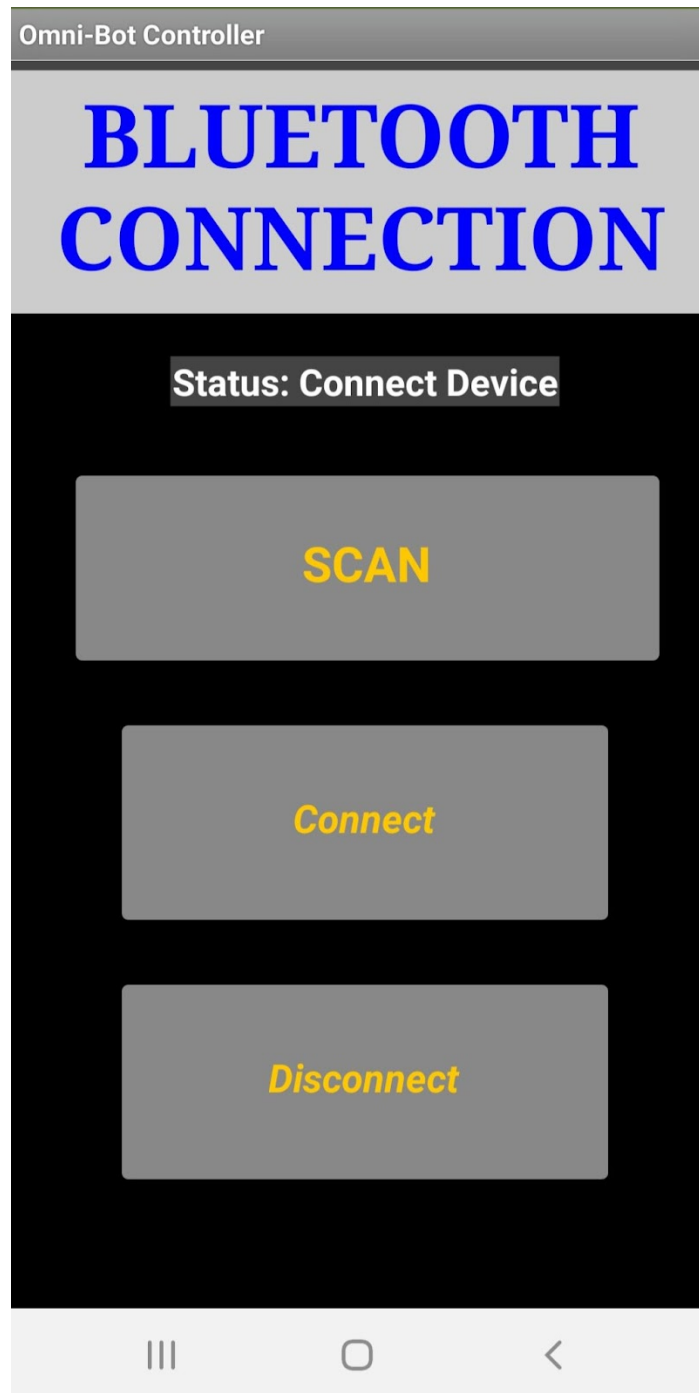 Omni-Bot Controller
BLUETOOTH
CONNECTION
Status: Connect Device
SCAN
Connect
Disconnect